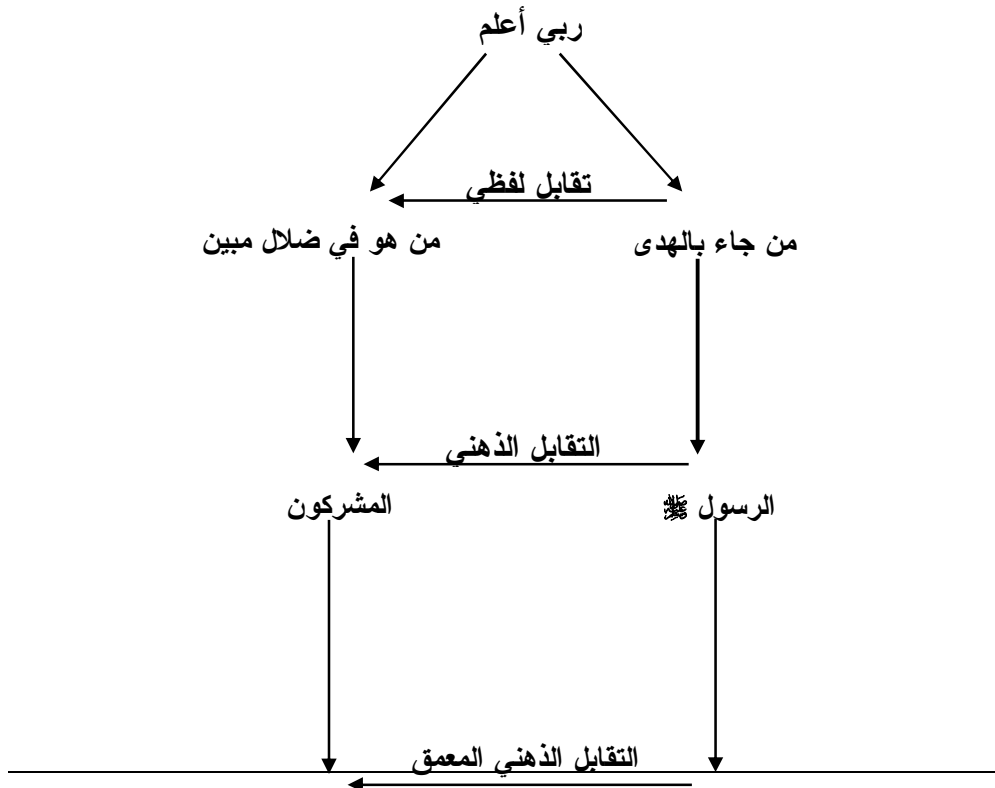 ربي أعلم
تقابل لفظي
من جاء بالهدى
من هو في ضلال مبين
التقابل الذهني
الرسول ﷺ
المشركون
التقابل الذهني المعمق